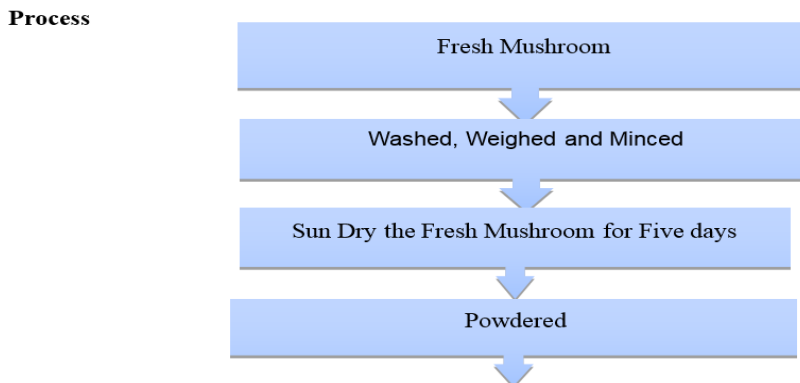 Process
Fresh Mushroom
Washed, Weighed and Minced
Sun Dry the Fresh Mushroom for Five days
Powdered